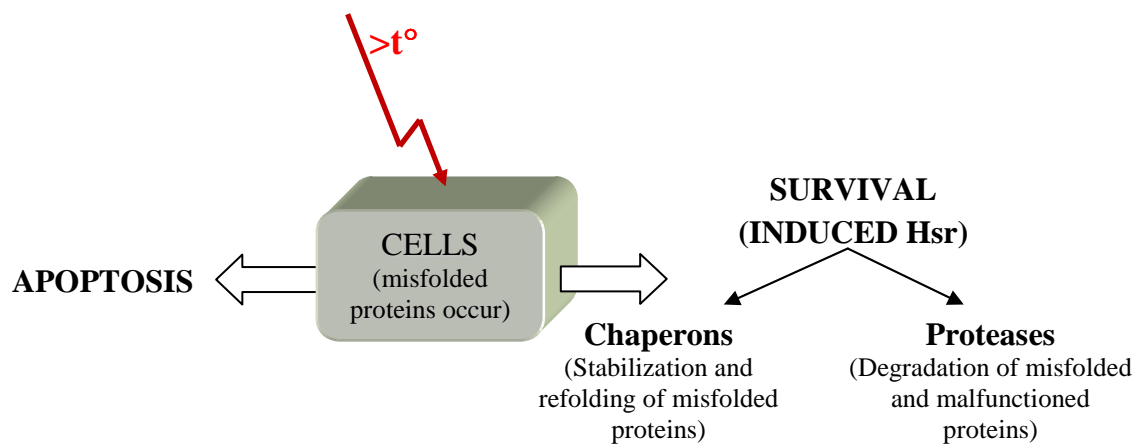 >t°
CELLS
(misfolded
proteins occur)
APOPTOSIS
SURVIVAL
(INDUCED Hsr)
Chaperons
(Stabilization and
refolding of misfolded
proteins)
Proteases
(Degradation of misfolded
and malfunctioned
proteins)